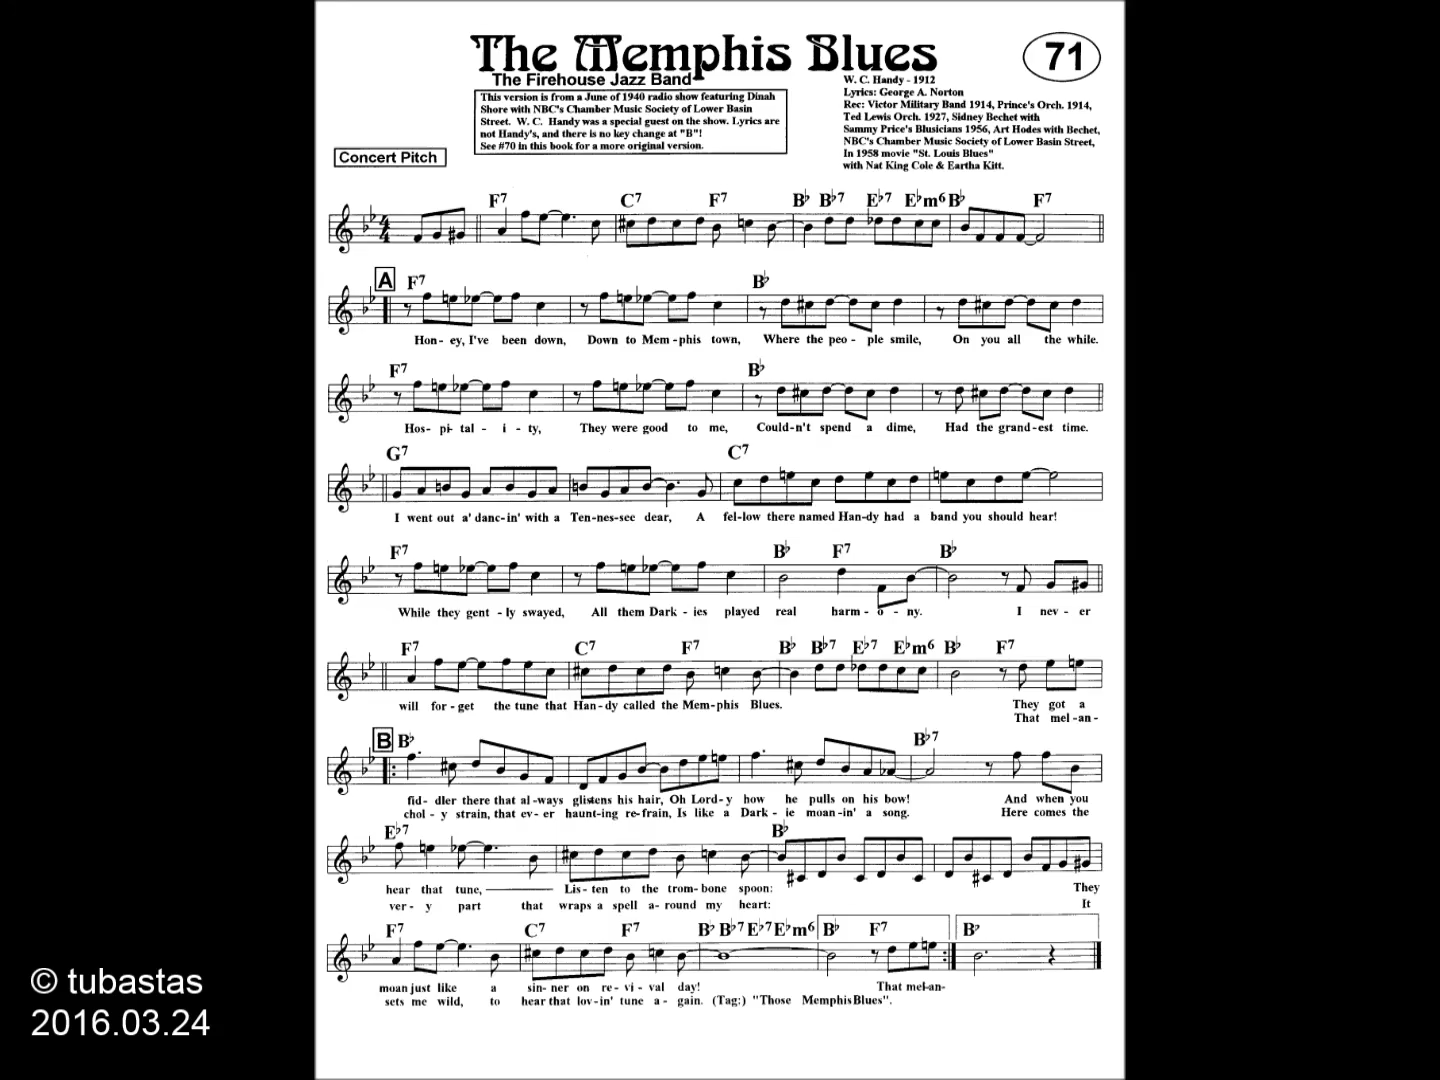 The Memphis Blues
71
The Firehouse Jazz Band
This version is from a June of 1940 radio show featuring Dinah
Shore with NBC's Chamber Music Society of Lower Basin
Street. W. C. Handy was a special guest on the show. Lyrics are
not Handy's, and there is no key change at "B"!
See #70 in this book for a more original version.
W. C. Handy - 1912
Lyrics: George A. Norton
Rec: Victor Military Band 1914, Prince's Orch. 1914,
Ted Lewis Orch. 1927, Sidney Bechet with
Sammy Price's Blusicians 1956, Art Hodes with Bechet,
NBC's Chamber Music Society of Lower Basin Street,
In 1958 movie "St. Louis Blues"
with Nat King Cole & Eartha Kitt.
Concert Pitch
F7 C7 F7 B♭ B♭7 E♭7 E♭m6 B♭ F7
A F7 B♭
Hon- ey, I've been down, Down to Mem - phis town, Where the peo - ple smile, On you all the while.
F7 B♭
Hos - pi- tal - i - ty, They were good to me, Could-n't spend a dime, Had the grand-est time.
G7 C7
I went out a' danc-in' with a Ten-nes-see dear, A fel-low there named Han-dy had a band you should hear!
F7 B♭ F7 B♭
While they gent - ly swayed, All them Dark - ies played real harm - o - ny. I nev - er
F7 C7 F7 B♭ B♭7 E♭7 E♭m6 B♭ F7
will for - get the tune that Han-dy called the Mem-phis Blues. They got a
That mel -an -
B B♭ B♭7
fid- dler there that al -ways glistens his hair, Oh Lord-y how he pulls on his bow! And when you
chol - y strain, that ev- er haunt-ing re-frain, Is like a Dark - ie moan-in' a song. Here comes the
E♭7 B♭
hear that tune, Lis- ten to the trom- bone spoon: They
ver - y part that wraps a spell a- round my heart: It
F7 C7 F7 B♭ B♭7 E♭7 E♭m6 B♭ F7 B♭
moan just like a sin- ner on re - vi - val day! That mel-an-
sets me wild, to hear that lov-in' tune a - gain. (Tag:) "Those Memphis Blues".
© tubastas
2016.03.24